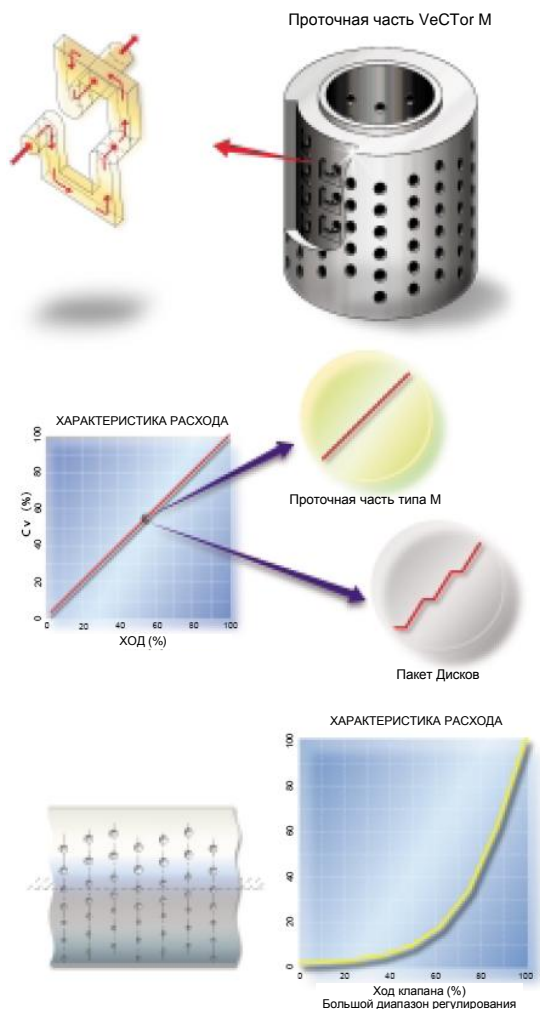 Проточная часть VeCTor M
ХАРАКТЕРИСТИКА РАСХОДА
100
80
60
40
20
0
Cv (%)
0 20 40 60 80 100
ХОД (%)
Проточная часть типа М
Пакет Дисков
ХАРАКТЕРИСТИКА РАСХОДА
100
80
60
40
20
0
0 20 40 60 80 100
Ход клапана (%)
Большой диапазон регулирования